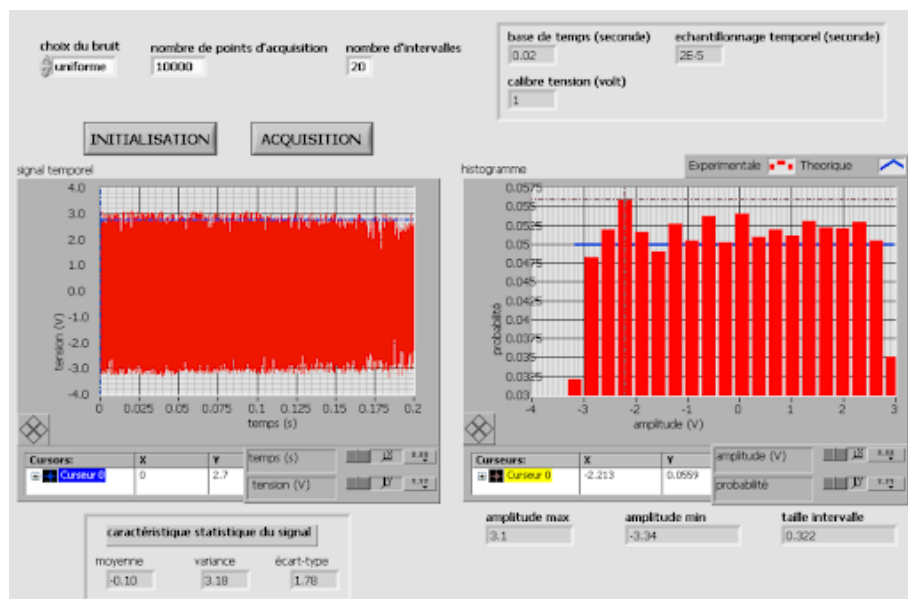 choix du bruit
uniforme
nombre de points d'acquisition
10000
nombre d'intervalles
20
base de temps (seconde)
0.02
echantillonnage temporel (seconde)
2E-5
calibre tension (volt)
1
INITIALISATION
ACQUISITION
signal temporel
4.0
3.0
2.0
1.0
0.0
-1.0
-2.0
-3.0
-4.0
tension (V)
0 0.025 0.05 0.075 0.1 0.125 0.15 0.175 0.2
temps (s)
histogramme
Experimentale
Theorique
0.0575
0.055
0.0525
0.05
0.0475
0.045
0.0425
0.04
0.0375
0.035
0.0325
0.03
probabilité
-4 -3 -2 -1 0 1 2 3
amplitude (V)
Cursors: X Y
Curseur 0 0 2.7
temps (s)
tension (V)
Curseurs: X Y
Curseur 0 -2.213 0.0559
amplitude (V)
probabilité
caractéristique statistique du signal
moyenne variance écart-type
-0.10 3.18 1.78
amplitude max amplitude min taille intervalle
3.1 -3.34 0.322